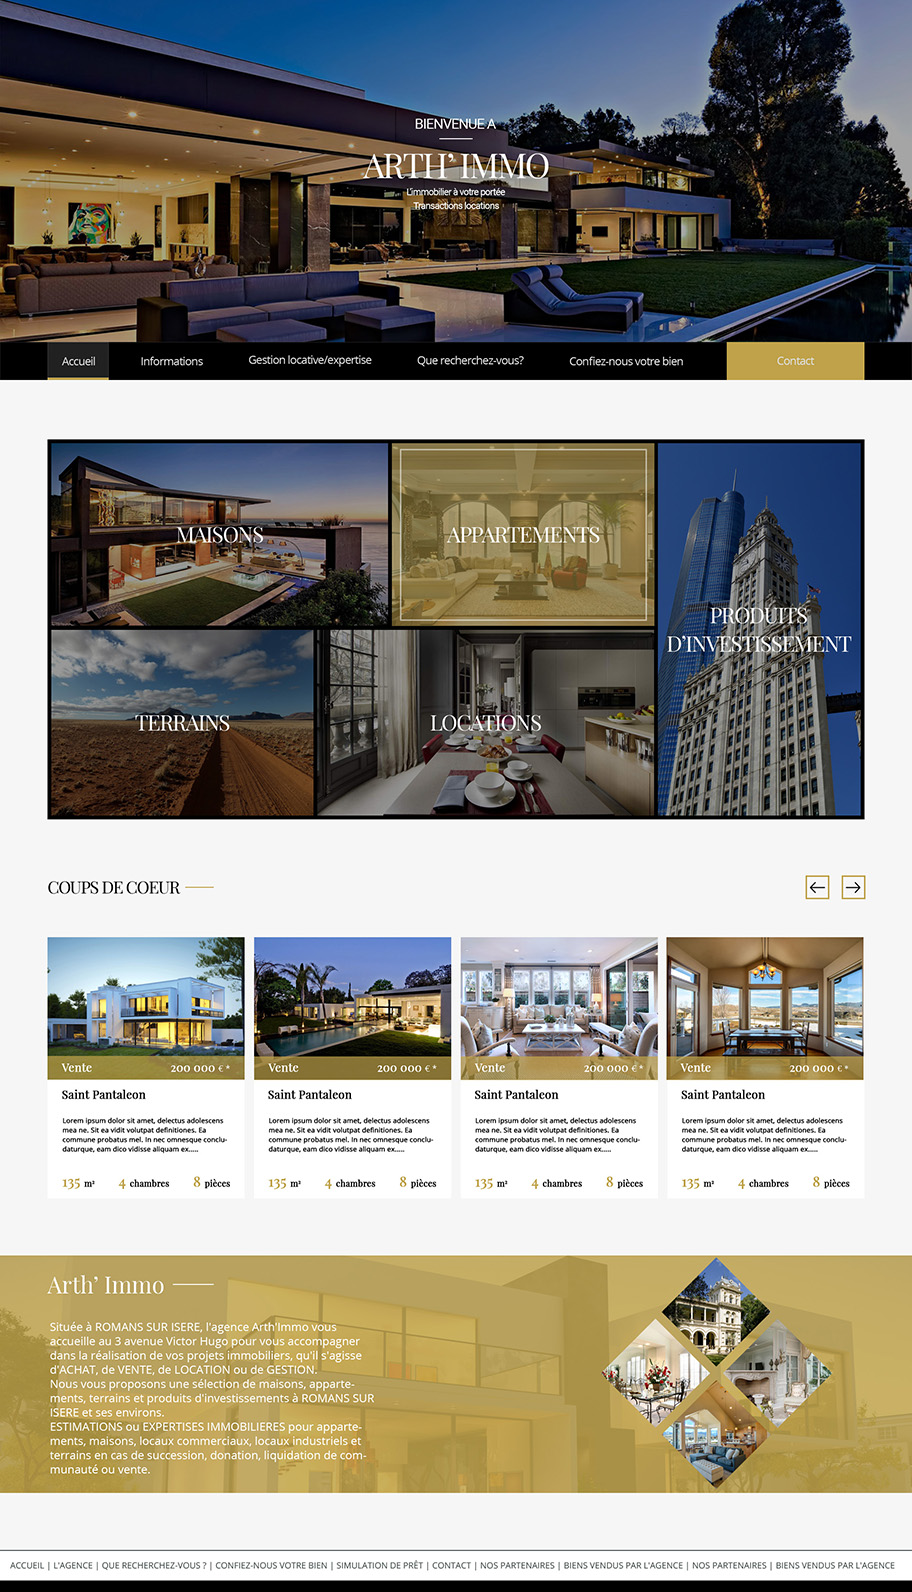 BIENVENUE A
ARTH' IMMO
L'immobilier à votre portée
Transactions locations
Accueil
Informations
Gestion locative/expertise
Que recherchez-vous?
Confiez-nous votre bien
Contact
MAISONS
APPARTEMENTS
PRODUITS
D'INVESTISSEMENT
TERRAINS
LOCATIONS
COUPS DE COEUR
Vente 200 000 € *
Saint Pantaleon
Lorem ipsum dolor sit amet, delectus adolescens
mea ne. Sit ea vidit volutpat definitiones. Ea
commune probatus mel. In nec omnesque conclu-
daturque, eam dico vidisse aliquam ex.....
135 m² 4 chambres 8 pièces
Vente 200 000 € *
Saint Pantaleon
Lorem ipsum dolor sit amet, delectus adolescens
mea ne. Sit ea vidit volutpat definitiones. Ea
commune probatus mel. In nec omnesque conclu-
daturque, eam dico vidisse aliquam ex.....
135 m² 4 chambres 8 pièces
Vente 200 000 € *
Saint Pantaleon
Lorem ipsum dolor sit amet, delectus adolescens
mea ne. Sit ea vidit volutpat definitiones. Ea
commune probatus mel. In nec omnesque conclu-
daturque, eam dico vidisse aliquam ex.....
135 m² 4 chambres 8 pièces
Vente 200 000 € *
Saint Pantaleon
Lorem ipsum dolor sit amet, delectus adolescens
mea ne. Sit ea vidit volutpat definitiones. Ea
commune probatus mel. In nec omnesque conclu-
daturque, eam dico vidisse aliquam ex.....
135 m² 4 chambres 8 pièces
Arth' Immo
Située à ROMANS SUR ISERE, l'agence Arth'Immo vous
accueille au 3 avenue Victor Hugo pour vous accompagner
dans la réalisation de vos projets immobiliers, qu'il s'agisse
d'ACHAT, de VENTE, de LOCATION ou de GESTION.
Nous vous proposons une sélection de maisons, apparte-
ments, terrains et produits d'investissements à ROMANS SUR
ISERE et ses environs.
ESTIMATIONS ou EXPERTISES IMMOBILIERES pour apparte-
ments, maisons, locaux commerciaux, locaux industriels et
terrains en cas de succession, donation, liquidation de com-
munauté ou vente.
ACCUEIL | L'AGENCE | QUE RECHERCHEZ-VOUS ? | CONFIEZ-NOUS VOTRE BIEN | SIMULATION DE PRÊT | CONTACT | NOS PARTENAIRES | BIENS VENDUS PAR L'AGENCE | NOS PARTENAIRES | BIENS VENDUS PAR L'AGENCE